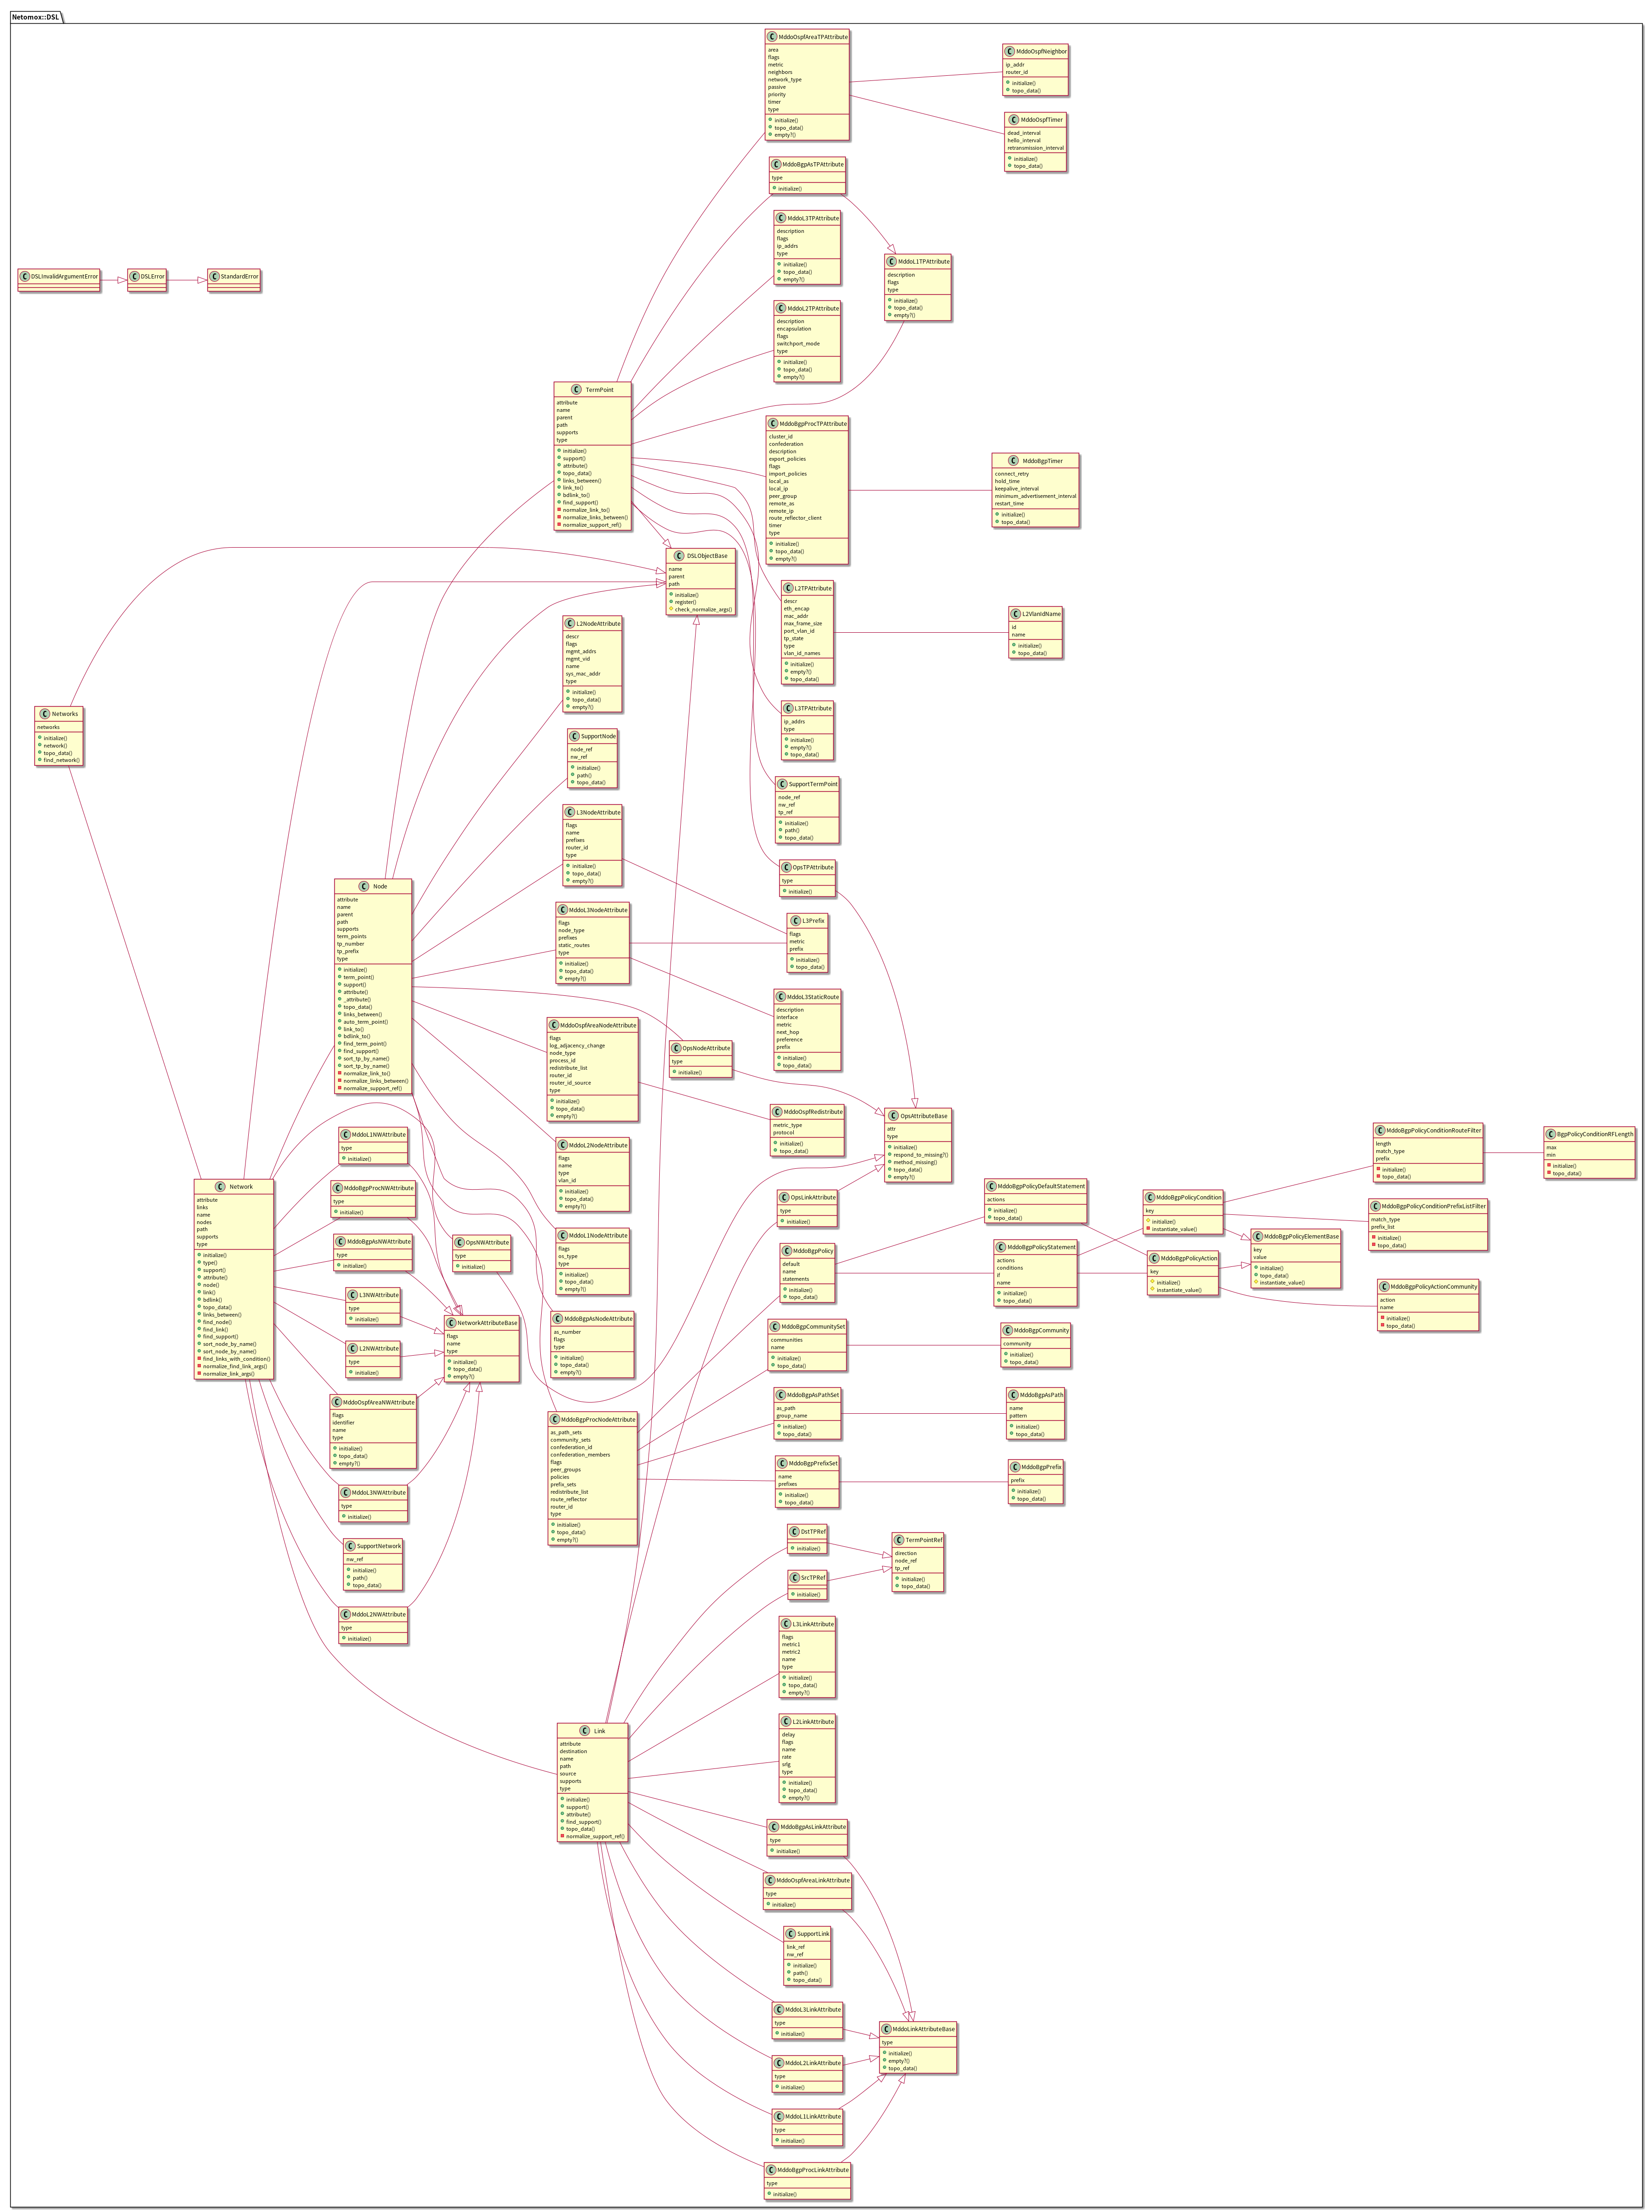 Netomox::DSL
C MddoOspfAreaTPAttribute
area
flags
metric
neighbors
network_type
passive
priority
timer
type
initialize()
topo_data()
empty?()
C MddoOspfNeighbor
ip_addr
router_id
initialize()
topo_data()
C MddoOspfTimer
dead_interval
hello_interval
retransmission_interval
initialize()
topo_data()
C MddoBgpAsTPAttribute
type
initialize()
C MddoL3TPAttribute
description
flags
ip_addrs
type
initialize()
topo_data()
empty?()
C MddoL1TPAttribute
description
flags
type
initialize()
topo_data()
empty?()
C DSLInvalidArgumentError
C DSLError
C StandardError
C MddoL2TPAttribute
description
encapsulation
flags
switchport_mode
type
initialize()
topo_data()
empty?()
C TermPoint
attribute
name
parent
path
supports
type
initialize()
support()
attribute()
topo_data()
links_between()
link_to()
bdlink_to()
find_support()
normalize_link_to()
normalize_links_between()
normalize_support_ref()
C MddoBgpProcTPAttribute
cluster_id
confederation
description
export_policies
flags
import_policies
local_as
local_ip
peer_group
remote_as
remote_ip
route_reflector_client
timer
type
initialize()
topo_data()
empty?()
C MddoBgpTimer
connect_retry
hold_time
keepalive_interval
minimum_advertisement_interval
restart_time
initialize()
topo_data()
C DSLObjectBase
name
parent
path
initialize()
register()
check_normalize_args()
C L2TPAttribute
descr
eth_encap
mac_addr
max_frame_size
port_vlan_id
tp_state
type
vlan_id_names
initialize()
empty?()
topo_data()
C L2VlanIdName
id
name
initialize()
topo_data()
C L2NodeAttribute
descr
flags
mgmt_addrs
mgmt_vid
name
sys_mac_addr
type
initialize()
topo_data()
empty?()
C Networks
networks
initialize()
network()
topo_data()
find_network()
C L3TPAttribute
ip_addrs
type
initialize()
empty?()
topo_data()
C SupportNode
node_ref
nw_ref
initialize()
path()
topo_data()
C SupportTermPoint
node_ref
nw_ref
tp_ref
initialize()
path()
topo_data()
C L3NodeAttribute
flags
name
prefixes
router_id
type
initialize()
topo_data()
empty?()
C OpsTPAttribute
type
initialize()
C Node
attribute
name
parent
path
supports
term_points
tp_number
tp_prefix
type
initialize()
term_point()
support()
attribute()
_attribute()
topo_data()
links_between()
auto_term_point()
link_to()
bdlink_to()
find_term_point()
find_support()
sort_tp_by_name()
sort_tp_by_name()
normalize_link_to()
normalize_links_between()
normalize_support_ref()
C MddoL3NodeAttribute
flags
node_type
prefixes
static_routes
type
initialize()
topo_data()
empty?()
C L3Prefix
flags
metric
prefix
initialize()
topo_data()
C MddoL3StaticRoute
description
interface
metric
next_hop
preference
prefix
initialize()
topo_data()
C MddoOspfAreaNodeAttribute
flags
log_adjacency_change
node_type
process_id
redistribute_list
router_id
router_id_source
type
initialize()
topo_data()
empty?()
C OpsNodeAttribute
type
initialize()
C MddoOspfRedistribute
metric_type
protocol
initialize()
topo_data()
C OpsAttributeBase
attr
type
initialize()
respond_to_missing?()
method_missing()
topo_data()
empty?()
C MddoL2NodeAttribute
flags
name
type
vlan_id
initialize()
topo_data()
empty?()
C MddoL1NodeAttribute
flags
os_type
type
initialize()
topo_data()
empty?()
C Network
attribute
links
name
nodes
path
supports
type
initialize()
type()
support()
attribute()
node()
link()
bdlink()
topo_data()
links_between()
find_node()
find_link()
find_support()
sort_node_by_name()
sort_node_by_name()
find_links_with_condition()
normalize_find_link_args()
normalize_link_args()
C MddoL1NWAttribute
type
initialize()
C MddoBgpProcNWAttribute
type
initialize()
C MddoBgpAsNWAttribute
type
initialize()
C OpsNWAttribute
type
initialize()
C L3NWAttribute
type
initialize()
C L2NWAttribute
type
initialize()
C NetworkAttributeBase
flags
name
type
initialize()
topo_data()
empty?()
C MddoOspfAreaNWAttribute
flags
identifier
name
type
initialize()
topo_data()
empty?()
C MddoL3NWAttribute
type
initialize()
C SupportNetwork
nw_ref
initialize()
path()
topo_data()
C MddoL2NWAttribute
type
initialize()
C MddoBgpAsNodeAttribute
as_number
flags
type
initialize()
topo_data()
empty?()
C MddoBgpProcNodeAttribute
as_path_sets
community_sets
confederation_id
confederation_members
flags
peer_groups
policies
prefix_sets
redistribute_list
route_reflector
router_id
type
initialize()
topo_data()
empty?()
C OpsLinkAttribute
type
initialize()
C MddoBgpPolicy
default
name
statements
initialize()
topo_data()
C MddoBgpPolicyDefaultStatement
actions
initialize()
topo_data()
C MddoBgpPolicyStatement
actions
conditions
if
name
initialize()
topo_data()
C MddoBgpPolicyCondition
key
initialize()
instantiate_value()
C MddoBgpPolicyAction
key
initialize()
instantiate_value()
C MddoBgpPolicyElementBase
key
value
initialize()
topo_data()
instantiate_value()
C MddoBgpPolicyConditionRouteFilter
length
match_type
prefix
initialize()
topo_data()
C BgpPolicyConditionRFLength
max
min
initialize()
topo_data()
C MddoBgpPolicyConditionPrefixListFilter
match_type
prefix_list
initialize()
topo_data()
C MddoBgpPolicyActionCommunity
action
name
initialize()
topo_data()
C MddoBgpCommunitySet
communities
name
initialize()
topo_data()
C MddoBgpCommunity
community
initialize()
topo_data()
C MddoBgpAsPathSet
as_path
group_name
initialize()
topo_data()
C MddoBgpAsPath
name
pattern
initialize()
topo_data()
C MddoBgpPrefixSet
name
prefixes
initialize()
topo_data()
C MddoBgpPrefix
prefix
initialize()
topo_data()
C DstTPRef
initialize()
C SrcTPRef
initialize()
C TermPointRef
direction
node_ref
tp_ref
initialize()
topo_data()
C L3LinkAttribute
flags
metric1
metric2
name
type
initialize()
topo_data()
empty?()
C Link
attribute
destination
name
path
source
supports
type
initialize()
support()
attribute()
find_support()
topo_data()
normalize_support_ref()
C L2LinkAttribute
delay
flags
name
rate
srlg
type
initialize()
topo_data()
empty?()
C MddoBgpAsLinkAttribute
type
initialize()
C MddoOspfAreaLinkAttribute
type
initialize()
C SupportLink
link_ref
nw_ref
initialize()
path()
topo_data()
C MddoL3LinkAttribute
type
initialize()
C MddoLinkAttributeBase
type
initialize()
empty?()
topo_data()
C MddoL2LinkAttribute
type
initialize()
C MddoL1LinkAttribute
type
initialize()
C MddoBgpProcLinkAttribute
type
initialize()